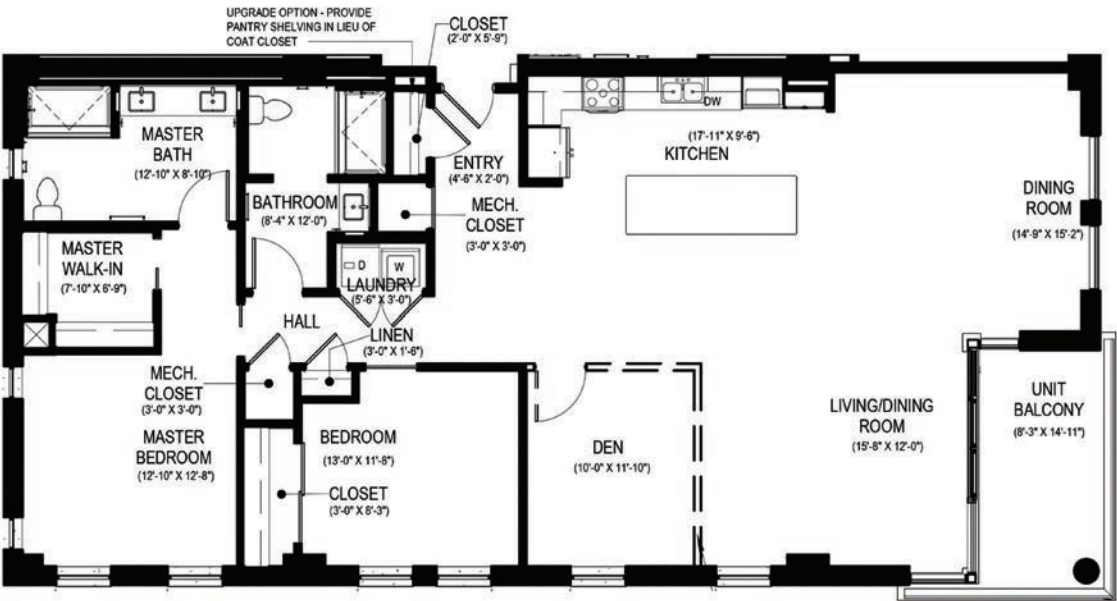 UPGRADE OPTION - PROVIDE
PANTRY SHELVING IN LIEU OF
COAT CLOSET
CLOSET
(2'-0" X 5'-9")
MASTER
BATH
(12'-10" X 8'-10")
BATHROOM
(8'-4" X 12'-0")
ENTRY
(4'-6" X 2'-0")
MECH.
CLOSET
(3'-0" X 3'-0")
DW
(17'-11" X 9'-6")
KITCHEN
DINING
ROOM
(14'-9" X 15'-2")
MASTER
WALK-IN
(7'-10" X 6'-9")
D
W
LAUNDRY
(5'-6" X 3'-0")
HALL
LINEN
(3'-0" X 1'-6")
MECH.
CLOSET
(3'-0" X 3'-0")
MASTER
BEDROOM
(12'-10" X 12'-8")
BEDROOM
(13'-0" X 11'-8")
CLOSET
(3'-0" X 8'-3")
DEN
(10'-0" X 11'-10")
LIVING/DINING
ROOM
(15'-8" X 12'-0")
UNIT
BALCONY
(8'-3" X 14'-11")